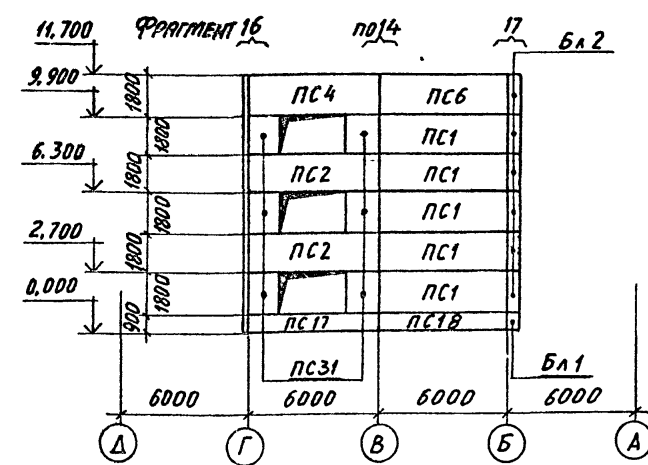 11,700 ФРАГМЕНТ 16 по 14 17
Бл 2
9,900
1800 ПС4 ПС6
1800 ПС1
6.300
1800 ПС2 ПС1
1800 ПС1
2,700
1800 ПС2 ПС1
0,000
1800 ПС1
900 ПС17 ПС18
ПС31 Бл 1
6000 6000 6000 6000
Д Г В Б А